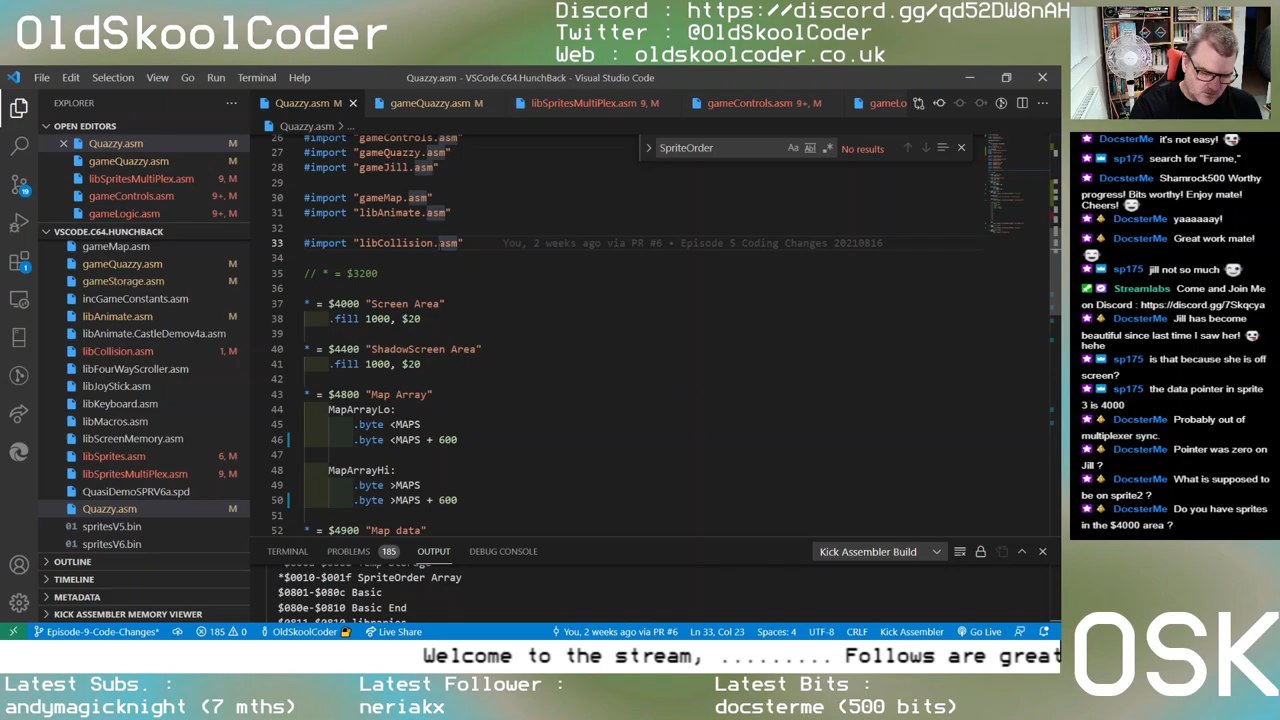 OldSkoolCoder
Discord : https://discord.gg/qd52DW8nAH
Twitter : @OldSkoolCoder
Web : oldskoolcoder.co.uk
File Edit Selection View Go Run Terminal Help
Quazzy.asm - VSCode.C64.HunchBack - Visual Studio Code
EXPLORER
Quazzy.asm M
gameQuazzy.asm M
libSpritesMultiPlex.asm 9, M
gameControls.asm 9+, M
gameLo
OPEN EDITORS
Quazzy.asm M
gameQuazzy.asm M
libSpritesMultiPlex.asm 9, M
gameControls.asm 9+, M
gameLogic.asm 9+, M
VSCODE.C64.HUNCHBACK
gameMap.asm
gameQuazzy.asm M
gameStorage.asm
incGameConstants.asm
libAnimate.asm M
libAnimate.CastleDemov4a.asm
libCollision.asm 1, M
libFourWayScroller.asm
libJoyStick.asm
libKeyboard.asm
libMacros.asm
libScreenMemory.asm
libSprites.asm 6, M
libSpritesMultiPlex.asm 9, M
QuasiDemoSPRV6a.spd
Quazzy.asm M
spritesV5.bin
spritesV6.bin
OUTLINE
TIMELINE
METADATA
KICK ASSEMBLER MEMORY VIEWER
19
1
Quazzy.asm > ...
SpriteOrder
No results
26 #import "gameControls.asm"
27 #import "gameQuazzy.asm"
28 #import "gameJill.asm"
29
30 #import "gameMap.asm"
31 #import "libAnimate.asm"
32
33 #import "libCollision.asm" You, 2 weeks ago via PR #6 • Episode 5 Coding Changes 20210816
34
35 // * = $3200
36
37 * = $4000 "Screen Area"
38 .fill 1000, $20
39
40 * = $4400 "ShadowScreen Area"
41 .fill 1000, $20
42
43 * = $4800 "Map Array"
44 MapArrayLo:
45 .byte <MAPS
46 .byte <MAPS + 600
47
48 MapArrayHi:
49 .byte >MAPS
50 .byte >MAPS + 600
51
52 * = $4900 "Map data"
TERMINAL PROBLEMS 185 OUTPUT DEBUG CONSOLE
Kick Assembler Build
*$0010-$001f SpriteOrder Array
$0801-$080c Basic
$080e-$0810 Basic End
Episode-9-Code-Changes* 185 0 OldSkoolCoder Live Share
You, 2 weeks ago via PR #6 Ln 33, Col 23 Spaces: 4 UTF-8 CRLF Kick Assembler Go Live
DocsterMe: it's not easy!
sp175 search for "Frame,"
DocsterMe: Shamrock500 Worthy
progress! Bits worthy! Enjoy mate!
Cheers!
DocsterMe: yaaaaaay!
DocsterMe: Great work mate!
sp175 jill not so much
Streamlabs Come and Join Me
on Discord : https://discord.gg/7Skqcya
DocsterMe: Jill has become
beautiful since last time I saw her!
hehe
sp175 is that because she is off
screen?
sp175 the data pointer in sprite
3 is 4000
DocsterMe: Probably out of
multiplexer sync.
DocsterMe: Pointer was zero on
Jill ?
DocsterMe: What is supposed to
be on sprite2 ?
DocsterMe: Do you have sprites
in the $4000 area ?
OSK
Welcome to the stream, ......... Follows are great
Latest Subs. :
andymagicknight (7 mths)
Latest Follower :
neriakx
Latest Bits :
docsterme (500 bits)